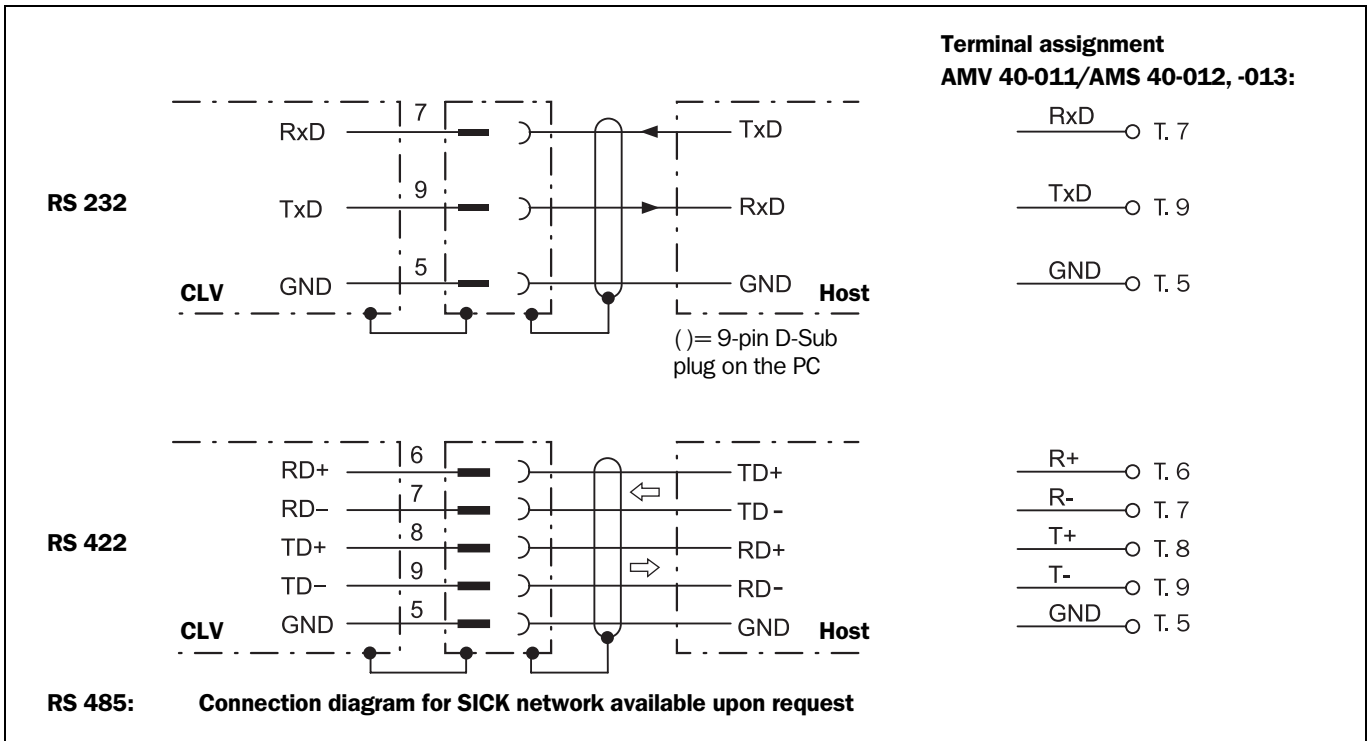 Terminal assignment
AMV 40-011/AMS 40-012, -013:
RS 232
RxD 7 TxD RxD T. 7
TxD 9 RxD TxD T. 9
CLV GND 5 GND Host GND T. 5
( )= 9-pin D-Sub
plug on the PC
RS 422
RD+ 6 TD+ R+ T. 6
RD– 7 TD- R- T. 7
TD+ 8 RD+ T+ T. 8
TD– 9 RD- T- T. 9
CLV GND 5 GND Host GND T. 5
RS 485: Connection diagram for SICK network available upon request